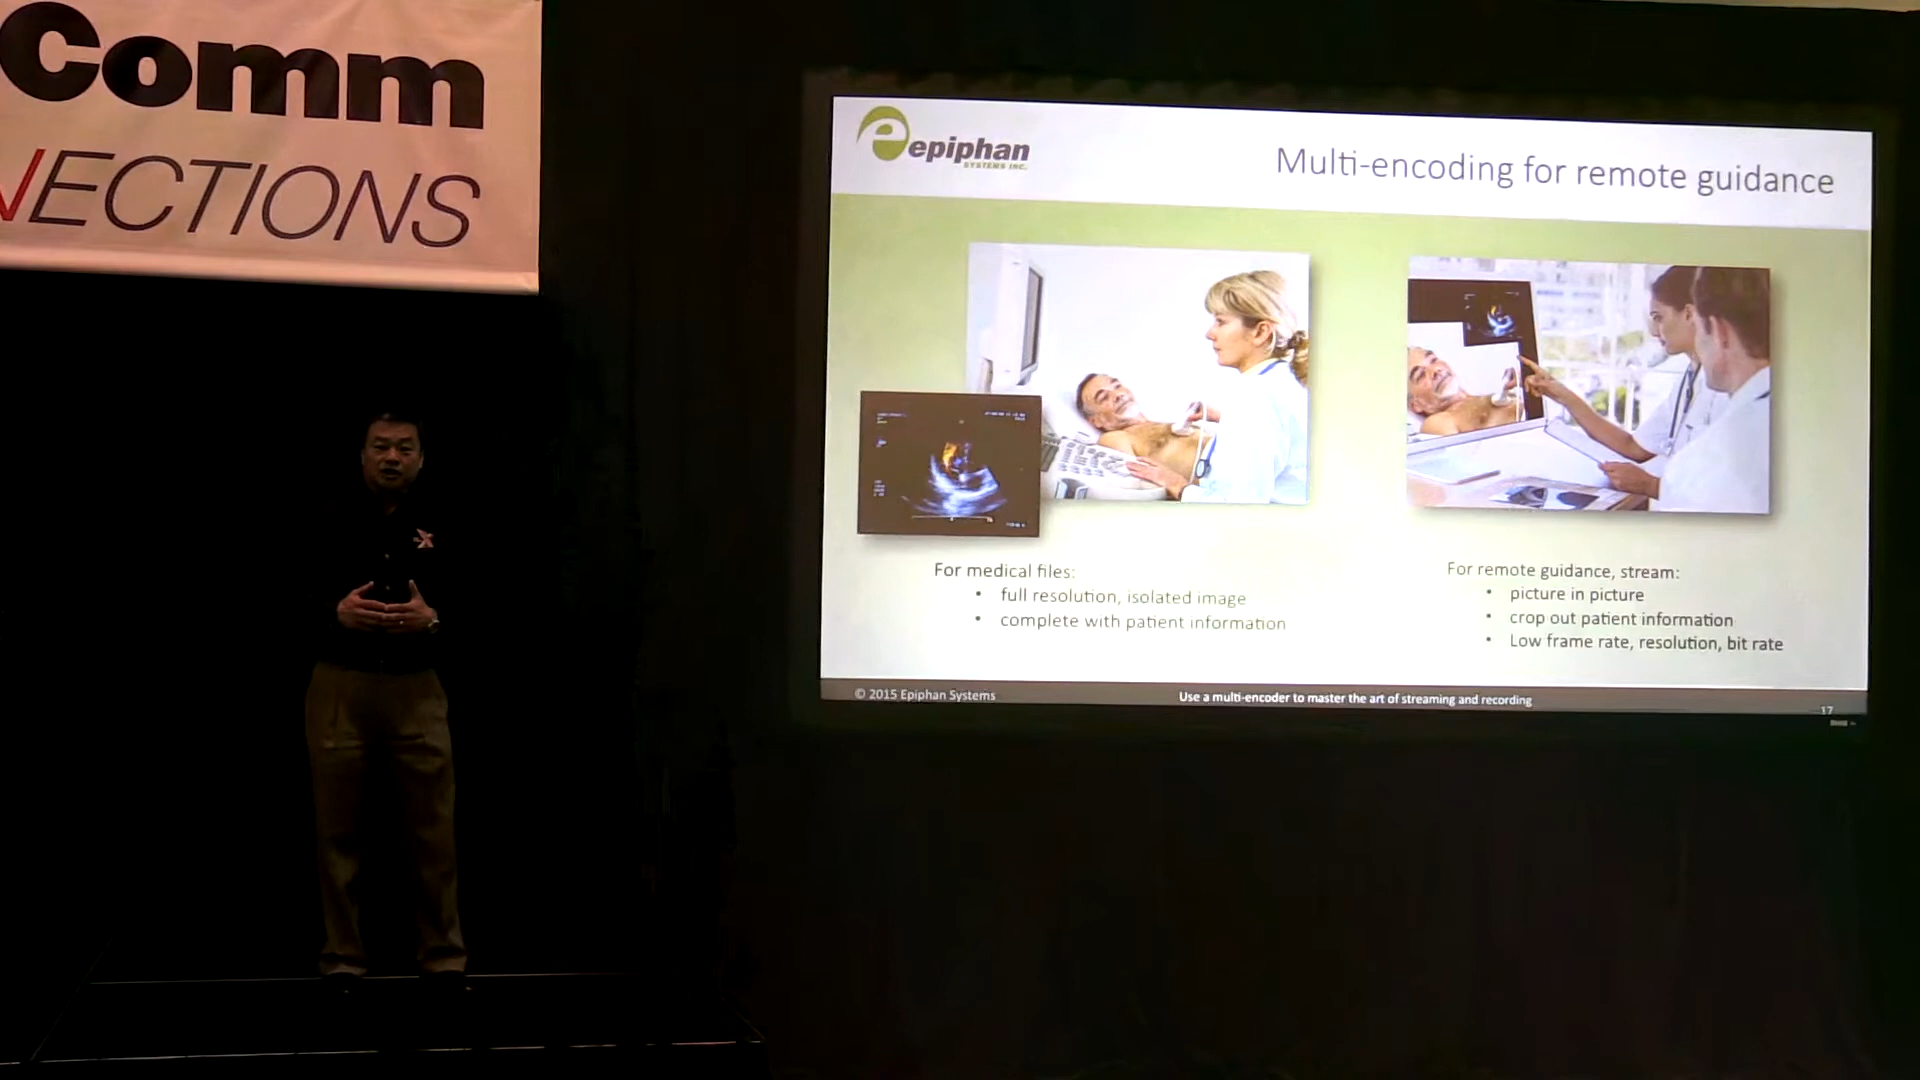 Comm
NECTIONS
epiphan
SYSTEMS INC.
Multi-encoding for remote guidance
For medical files:
• full resolution, isolated image
• complete with patient information
For remote guidance, stream:
• picture in picture
• crop out patient information
• Low frame rate, resolution, bit rate
© 2015 Epiphan Systems
Use a multi-encoder to master the art of streaming and recording
17